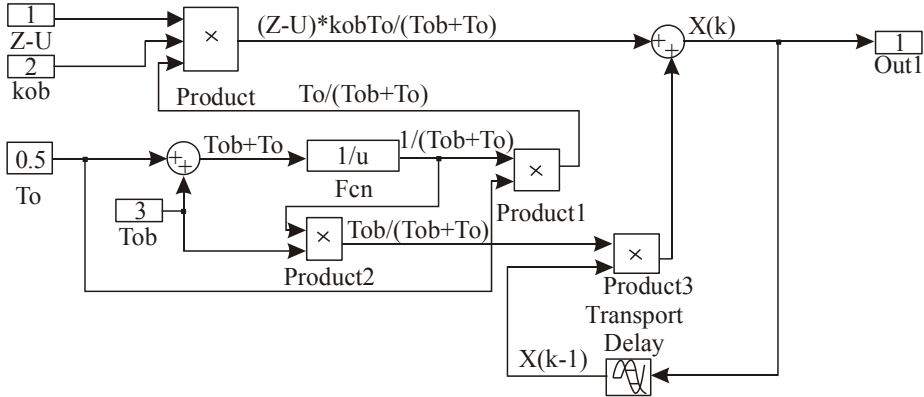 1
Z-U
2
kob
×
Product
(Z-U)*kobTo/(Tob+To)
+
+
X(k)
1
Out1
To/(Tob+To)
0.5
To
+
+
Tob+To
1/u
Fcn
1/(Tob+To)
×
Product1
3
Tob
×
Product2
Tob/(Tob+To)
×
Product3
Transport
Delay
X(k-1)